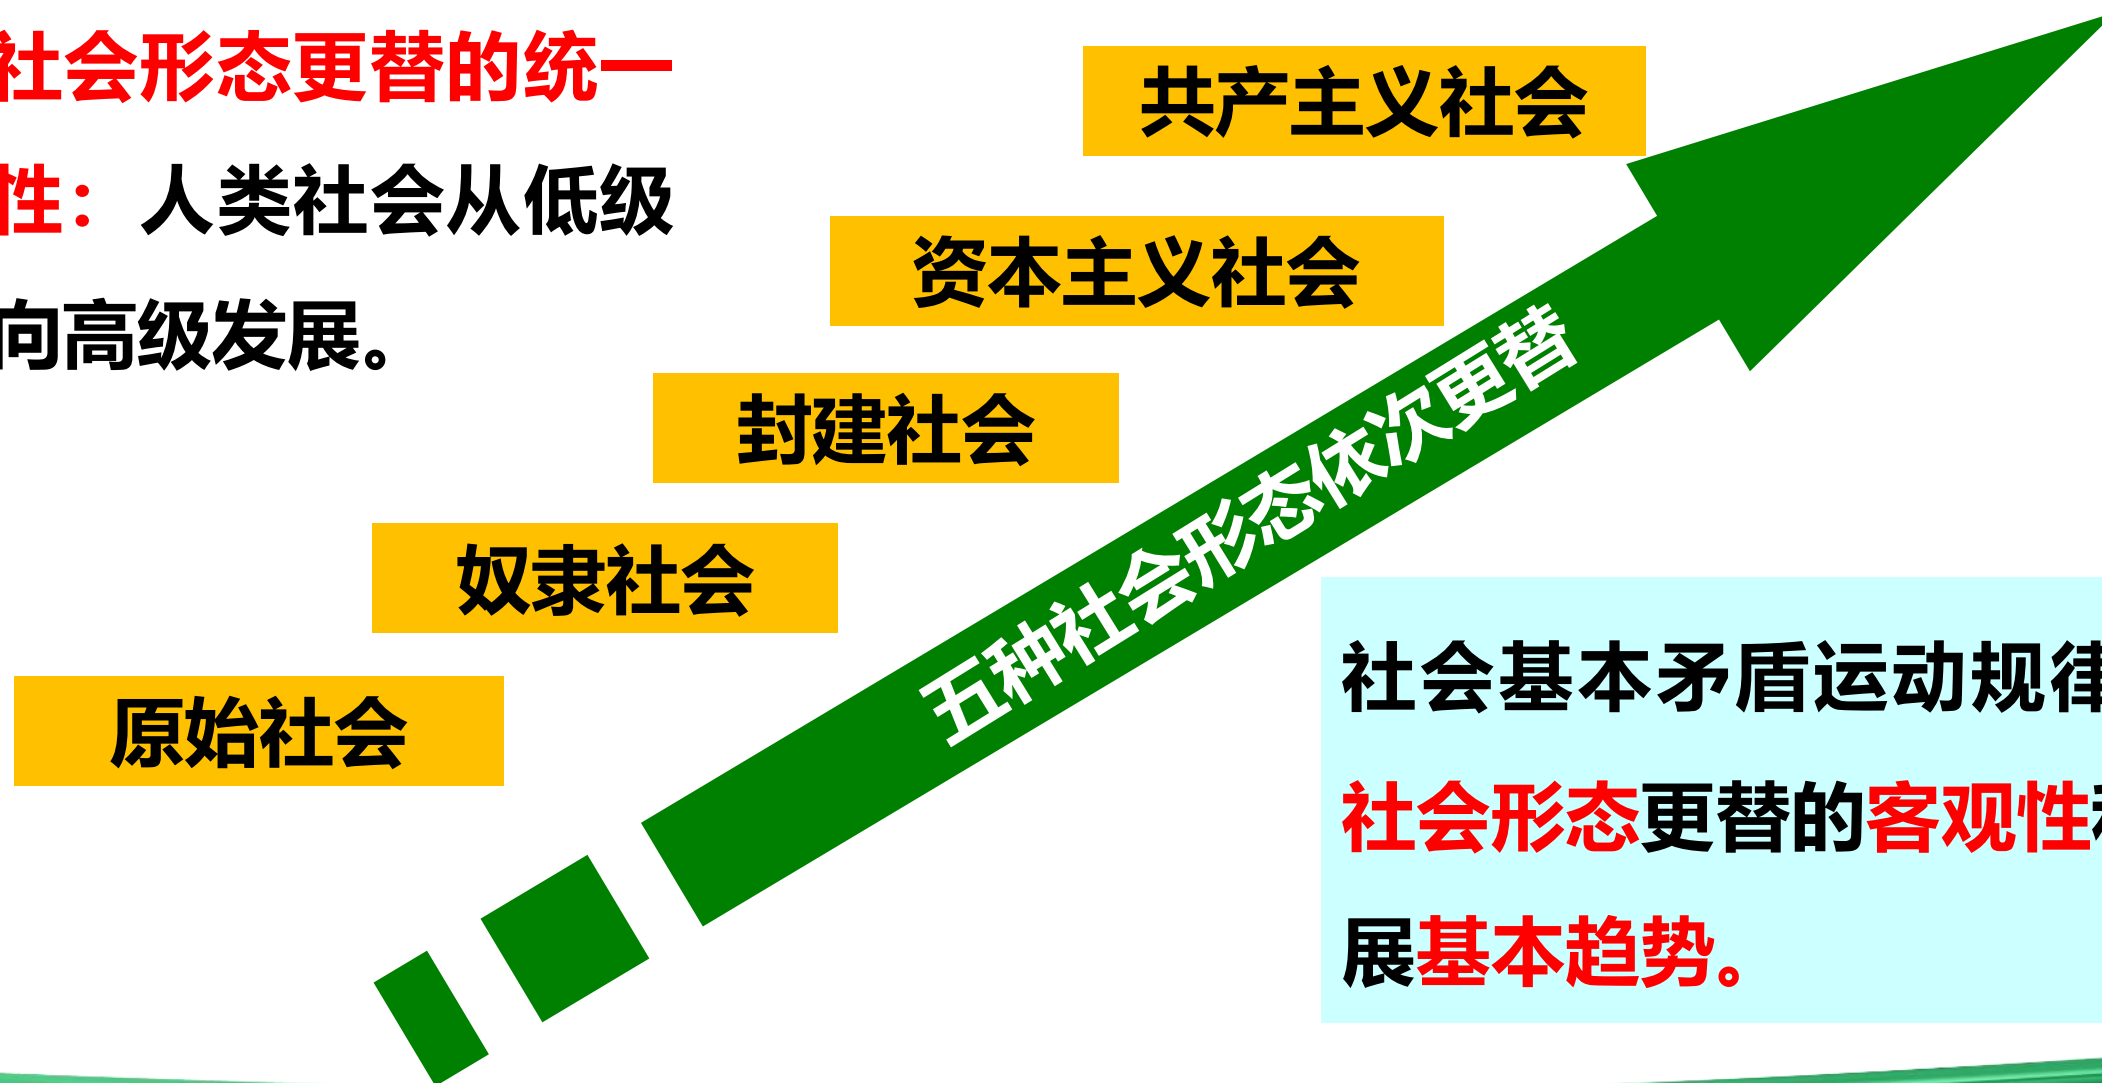 社会形态更替的统一
性：人类社会从低级
向高级发展。
共产主义社会
资本主义社会
封建社会
奴隶社会
原始社会
五种社会形态依次更替
社会基本矛盾运动规律
社会形态更替的客观性
展基本趋势。